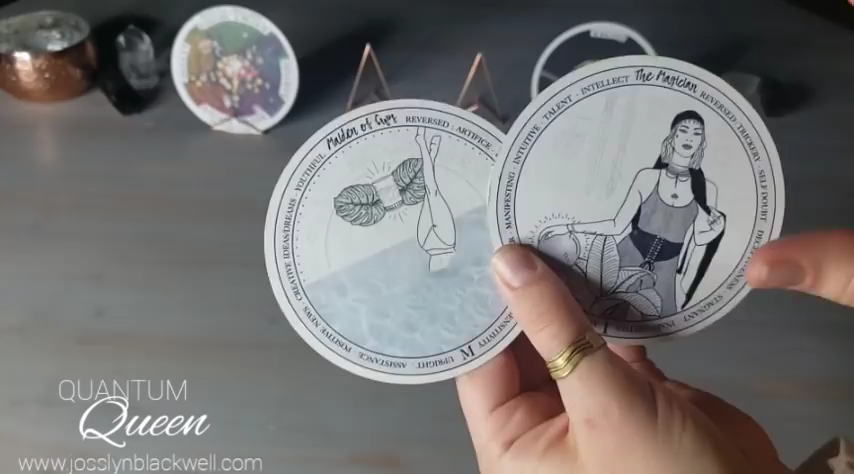 Maiden of Cups
REVERSED : ARTIFICE
SENSITIVITY
M
UPRIGHT · ASSISTANCE · POSITIVE NEWS · CREATIVE IDEAS/DREAMS · YOUTHFUL
The Magician
REVERSED: TRICKERY · SELF DOUBT
STAGNANT
MANIFESTING · INTUITIVE · TALENT · INTELLECT
QUANTUM
Queen
www.josslynblackwell.com